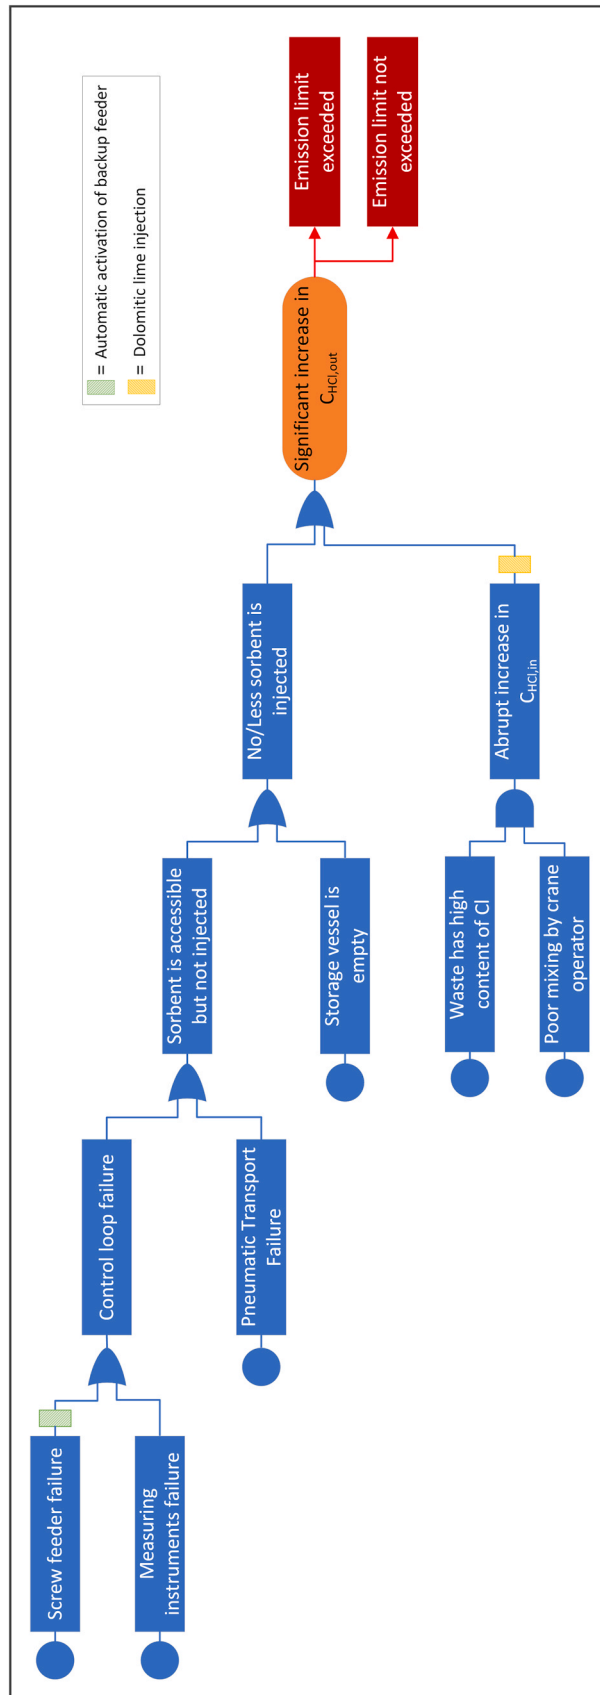 Screw feeder failure
Measuring
instruments failure
Control loop failure
Pneumatic Transport
Failure
Sorbent is accessible
but not injected
Storage vessel is
empty
Waste has high
content of Cl
Poor mixing by crane
operator
No/Less sorbent is
injected
Abrupt increase in
CHCl,in
Significant increase in
CHCl,out
Emission limit
exceeded
Emission limit not
exceeded
= Automatic activation of backup feeder
= Dolomitic lime injection